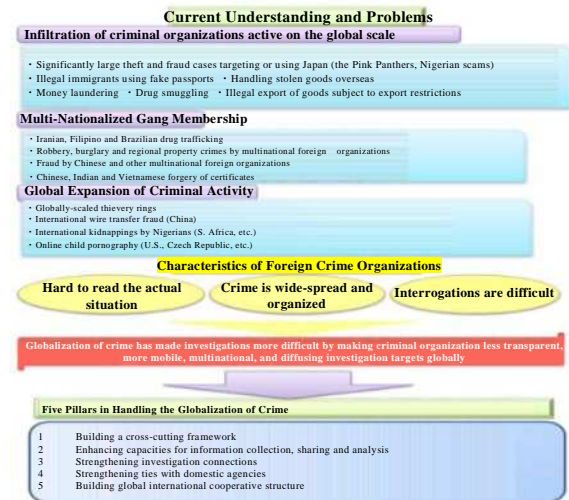 Current Understanding and Problems
Infiltration of criminal organizations active on the global scale
・Significantly large theft and fraud cases targeting or using Japan (the Pink Panthers, Nigerian scams)
・Illegal immigrants using fake passports ・Handling stolen goods overseas
・Money laundering ・Drug smuggling ・Illegal export of goods subject to export restrictions
Multi-Nationalized Gang Membership
・Iranian, Filipino and Brazilian drug trafficking
・Robbery, burglary and regional property crimes by multinational foreign organizations
・Fraud by Chinese and other multinational foreign organizations
・Chinese, Indian and Vietnamese forgery of certificates
Global Expansion of Criminal Activity
・Globally-scaled thievery rings
・International wire transfer fraud (China)
・International kidnappings by Nigerians (S. Africa, etc.)
・Online child pornography (U.S., Czech Republic, etc.)
Characteristics of Foreign Crime Organizations
Hard to read the actual
situation
Crime is wide-spread and
organized
Interrogations are difficult
Globalization of crime has made investigations more difficult by making criminal organization less transparent,
more mobile, multinational, and diffusing investigation targets globally
Five Pillars in Handling the Globalization of Crime
1 Building a cross-cutting framework
2 Enhancing capacities for information collection, sharing and analysis
3 Strengthening investigation connections
4 Strengthening ties with domestic agencies
5 Building global international cooperative structure